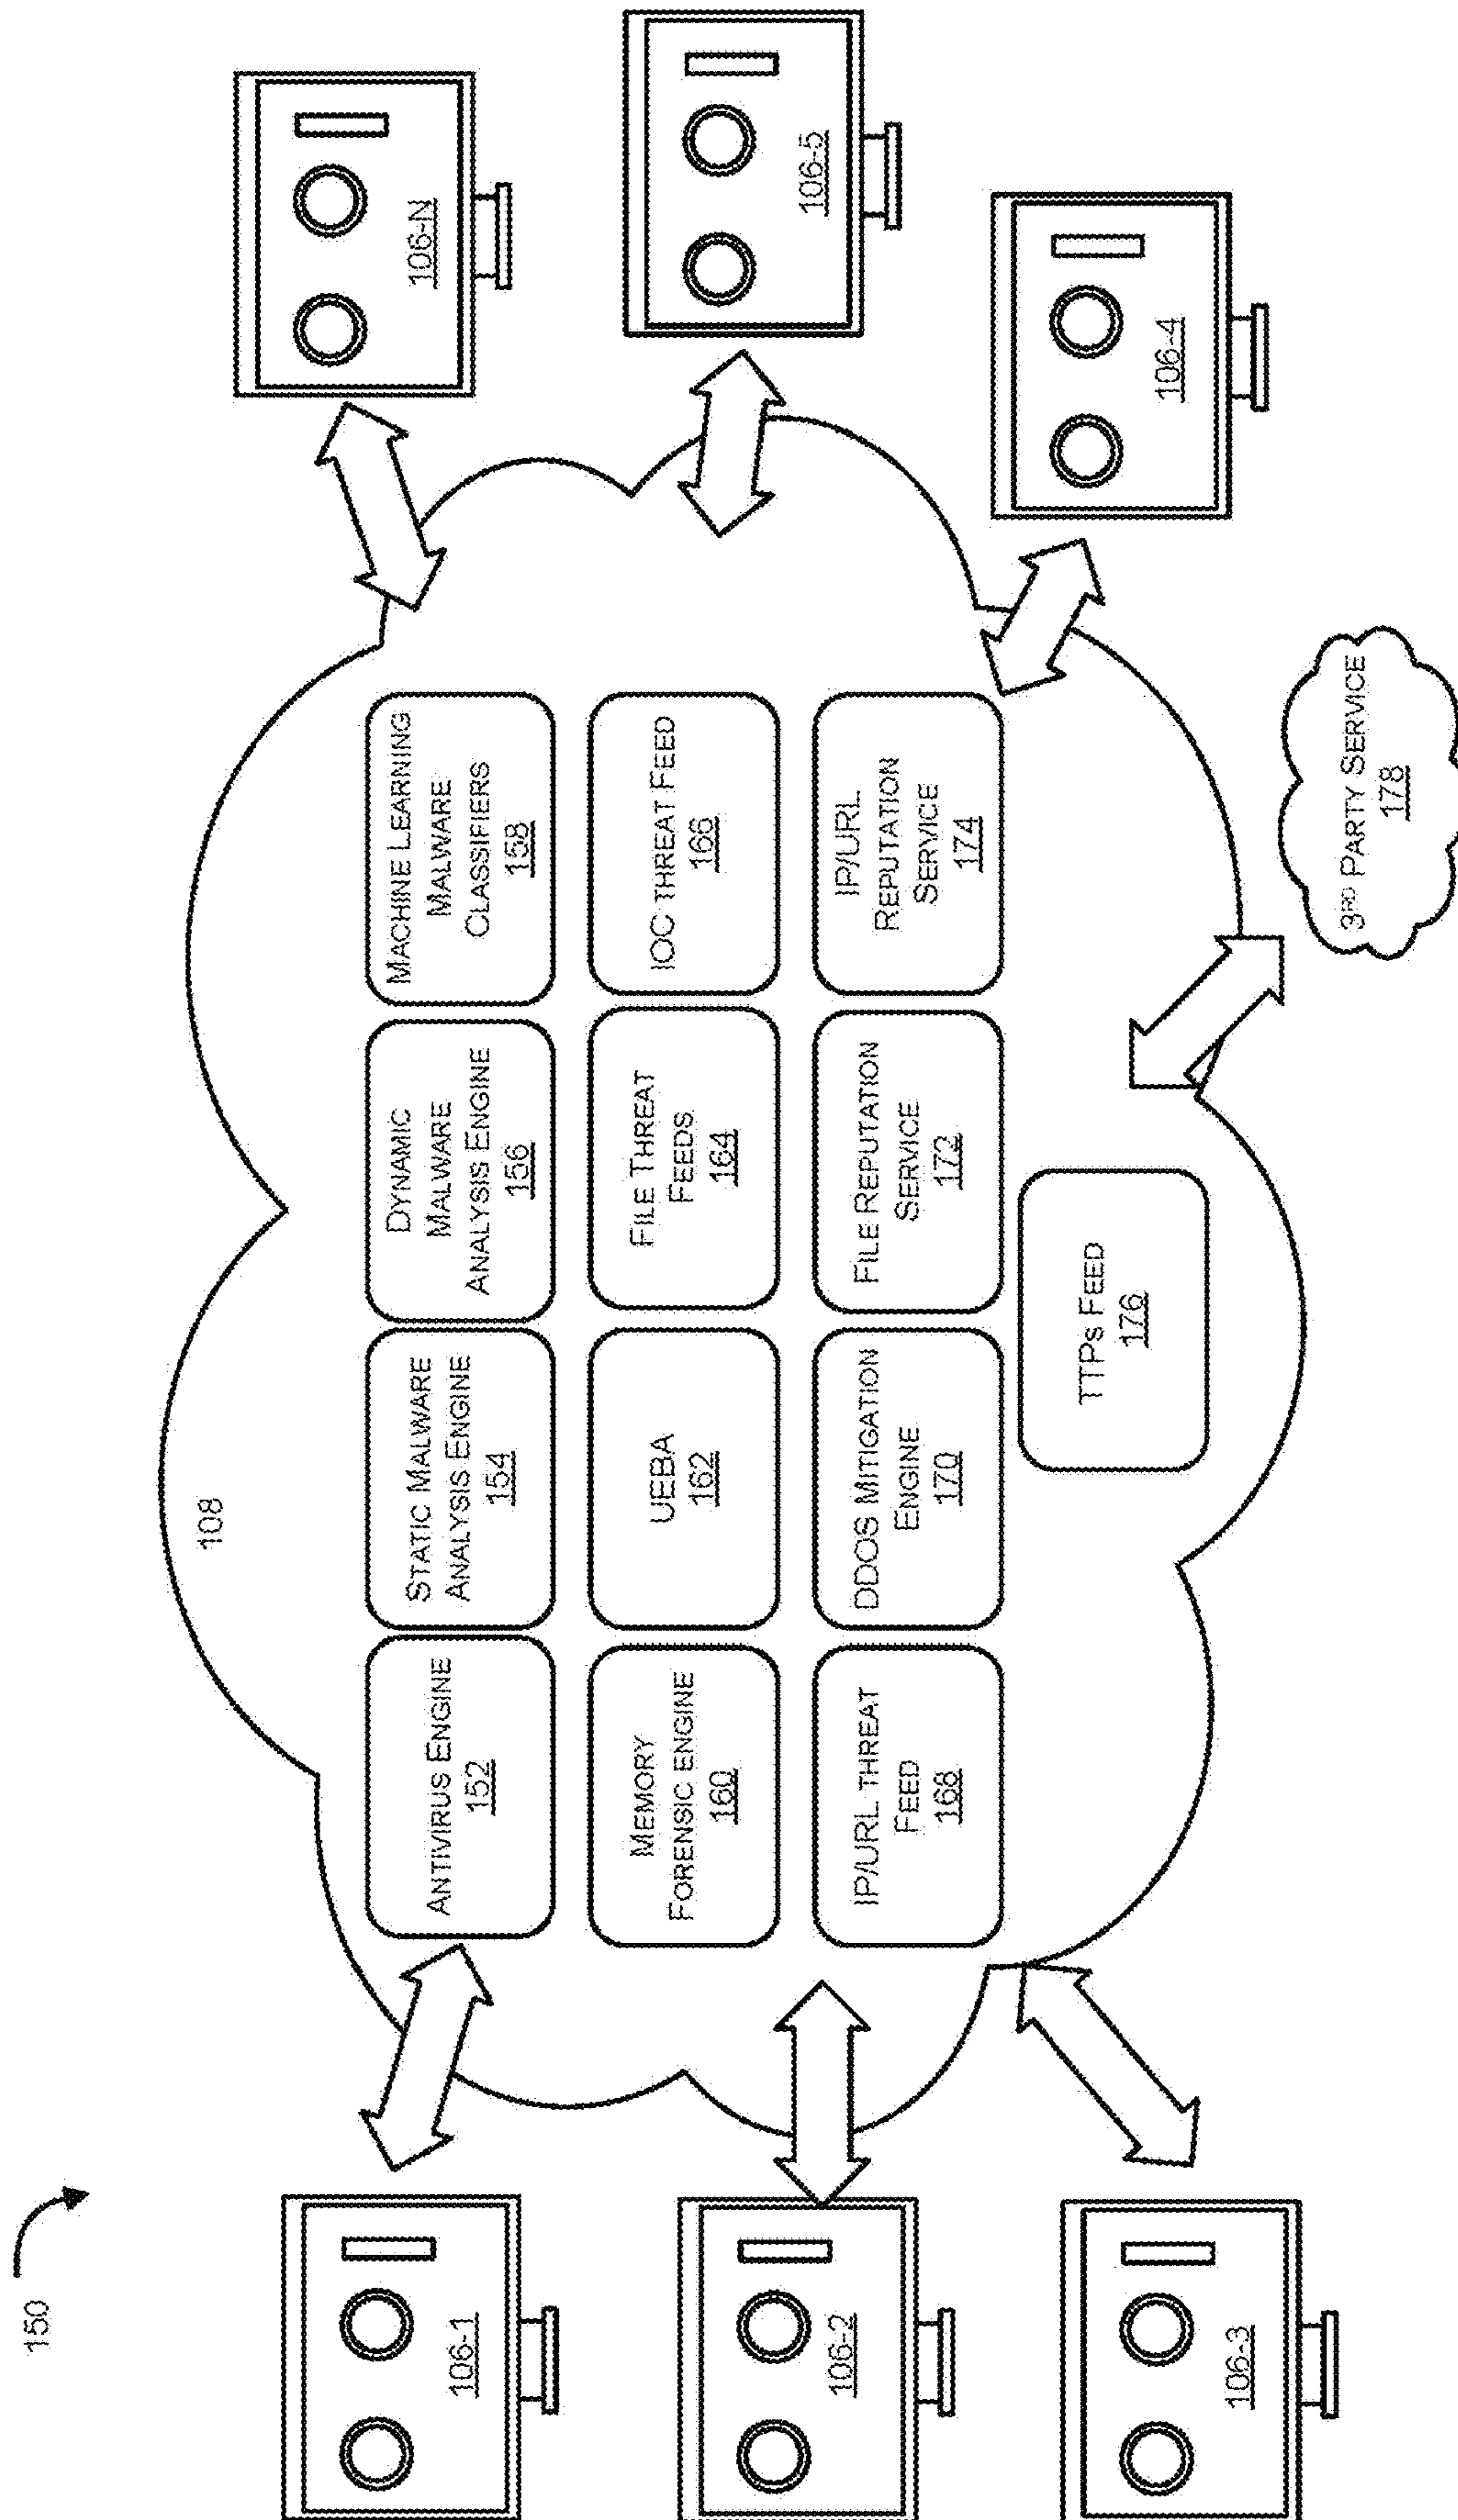 150
108
106-1
106-2
106-3
ANTIVIRUS ENGINE
152
STATIC MALWARE
ANALYSIS ENGINE
154
DYNAMIC
MALWARE
ANALYSIS ENGINE
156
MACHINE LEARNING
MALWARE
CLASSIFIERS
158
MEMORY
FORENSIC ENGINE
160
UEBA
162
FILE THREAT
FEEDS
164
IOC THREAT FEED
166
IP/URL THREAT
FEED
168
DDOS MITIGATION
ENGINE
170
FILE REPUTATION
SERVICE
172
IP/URL
REPUTATION
SERVICE
174
TTPs FEED
176
106-N
106-5
106-4
3RD PARTY SERVICE
178